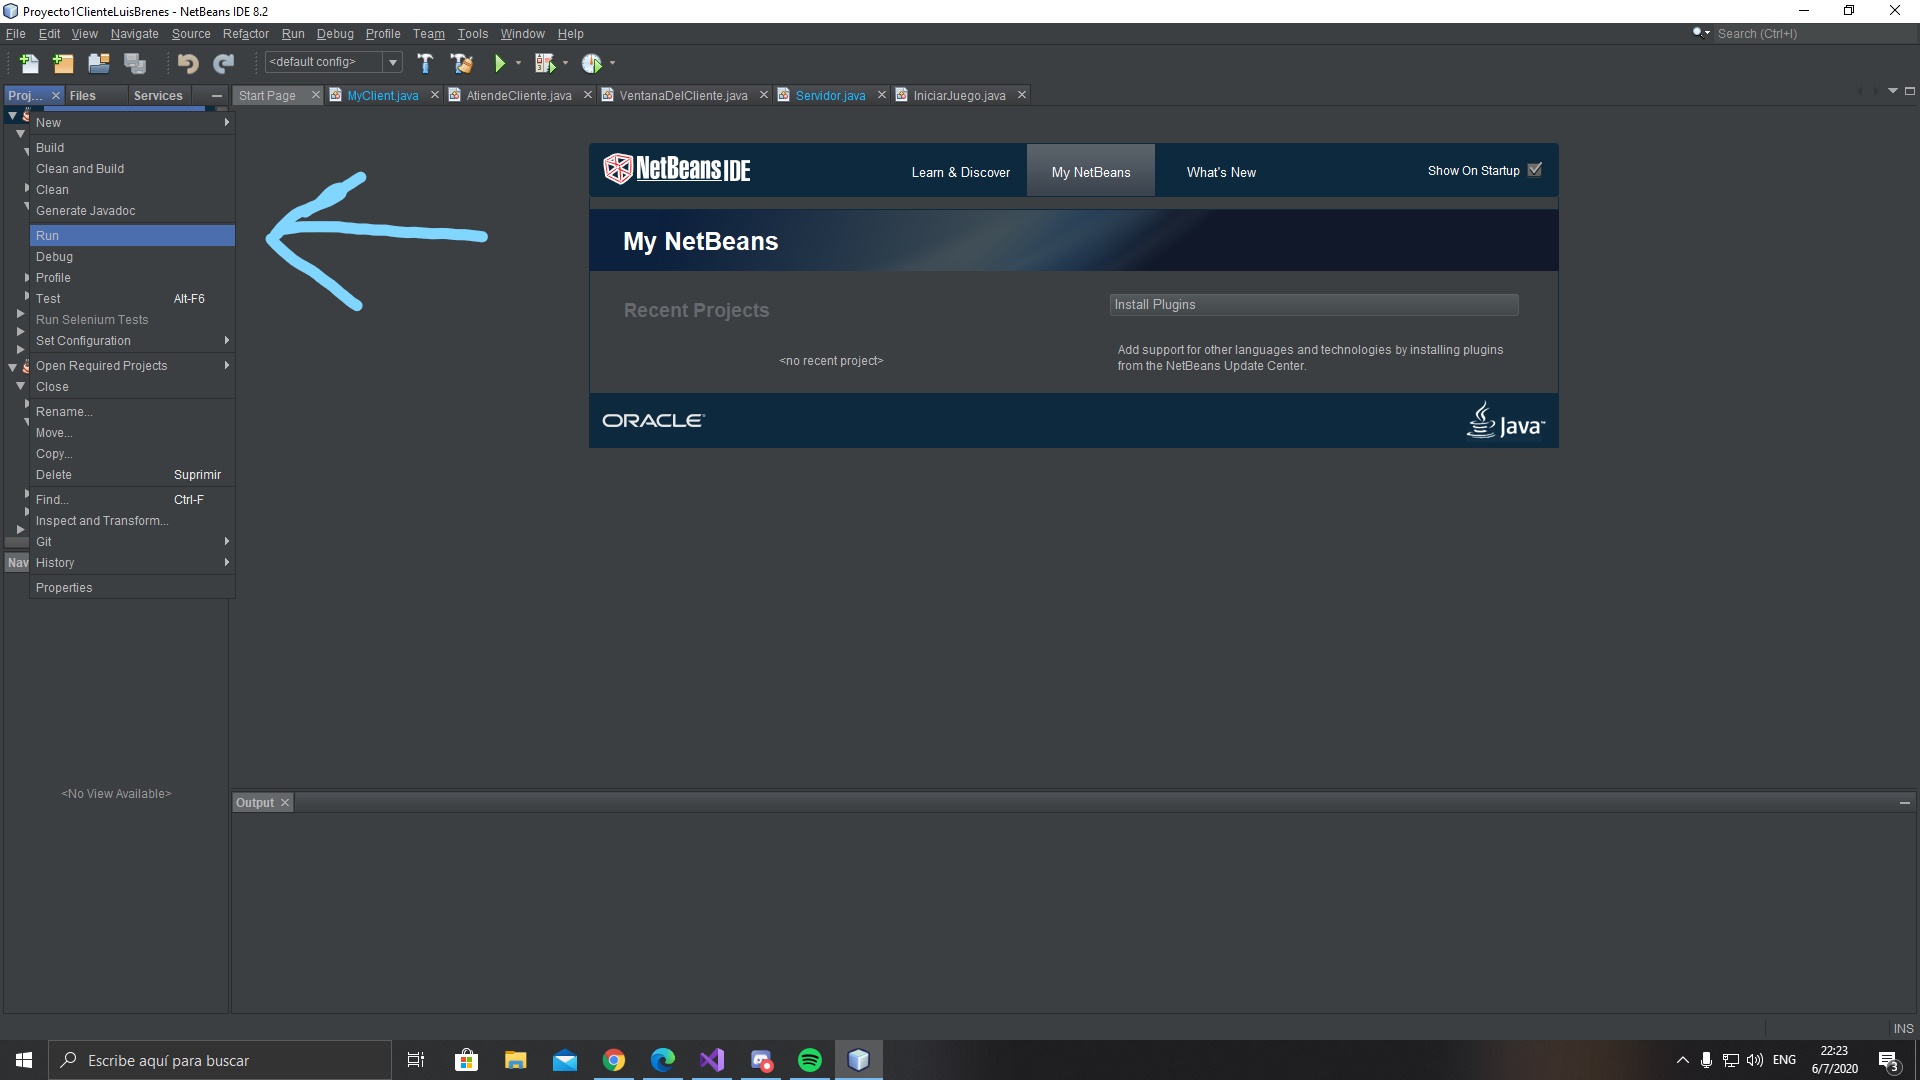 Proyecto1ClienteLuisBrenes - NetBeans IDE 8.2
File Edit View Navigate Source Refactor Run Debug Profile Team Tools Window Help
Search (Ctrl+I)
<default config>
Proj... Files Services
Start Page MyClient.java AtiendeCliente.java VentanaDelCliente.java Servidor.java IniciarJuego.java
New
Build
Clean and Build
Clean
Generate Javadoc
Run
Debug
Profile
Test Alt-F6
Run Selenium Tests
Set Configuration
Open Required Projects
Close
Rename...
Move...
Copy...
Delete Suprimir
Find... Ctrl-F
Inspect and Transform...
Git
History
Properties
Nav
<No View Available>
NetBeans IDE
Learn & Discover My NetBeans What's New Show On Startup
My NetBeans
Recent Projects
<no recent project>
Install Plugins
Add support for other languages and technologies by installing plugins
from the NetBeans Update Center.
ORACLE
Java
Output
INS
Escribe aquí para buscar
ENG
22:23
6/7/2020
3